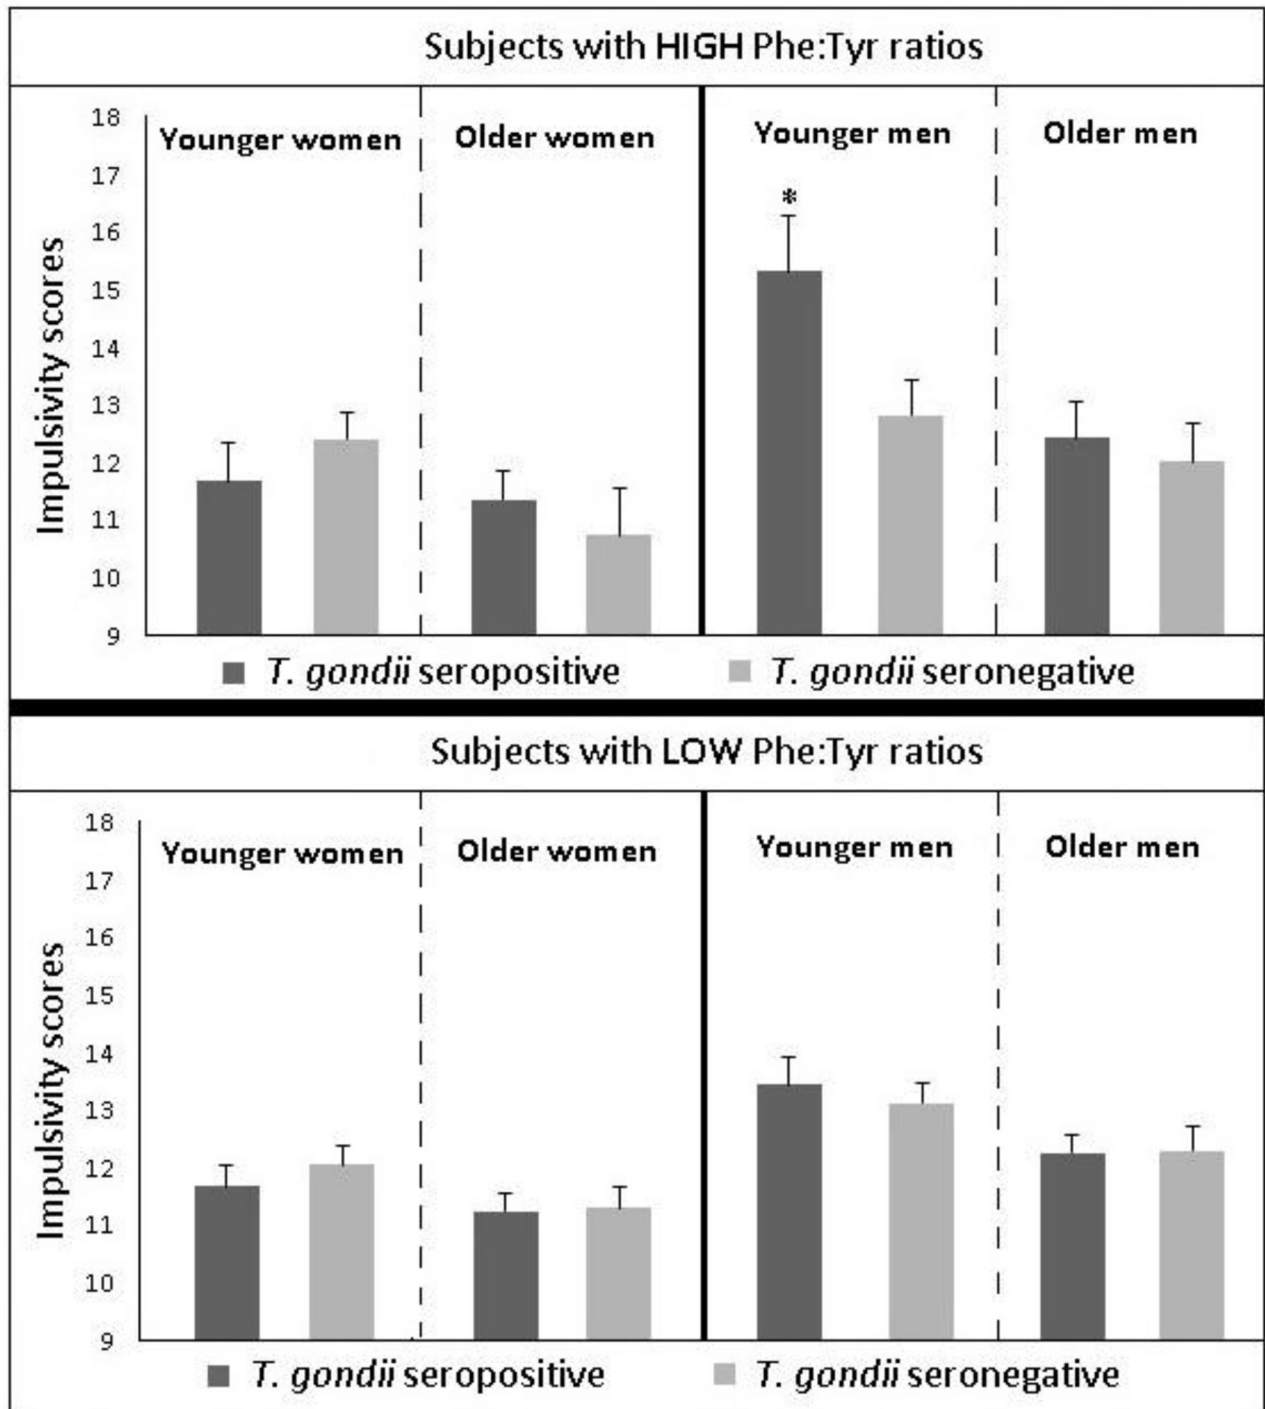 Subjects with HIGH Phe:Tyr ratios
Younger women
Older women
Younger men
Older men
*
Impulsivity scores
18
17
16
15
14
13
12
11
10
9
T. gondii seropositive
T. gondii seronegative
Subjects with LOW Phe:Tyr ratios
Younger women
Older women
Younger men
Older men
Impulsivity scores
18
17
16
15
14
13
12
11
10
9
T. gondii seropositive
T. gondii seronegative